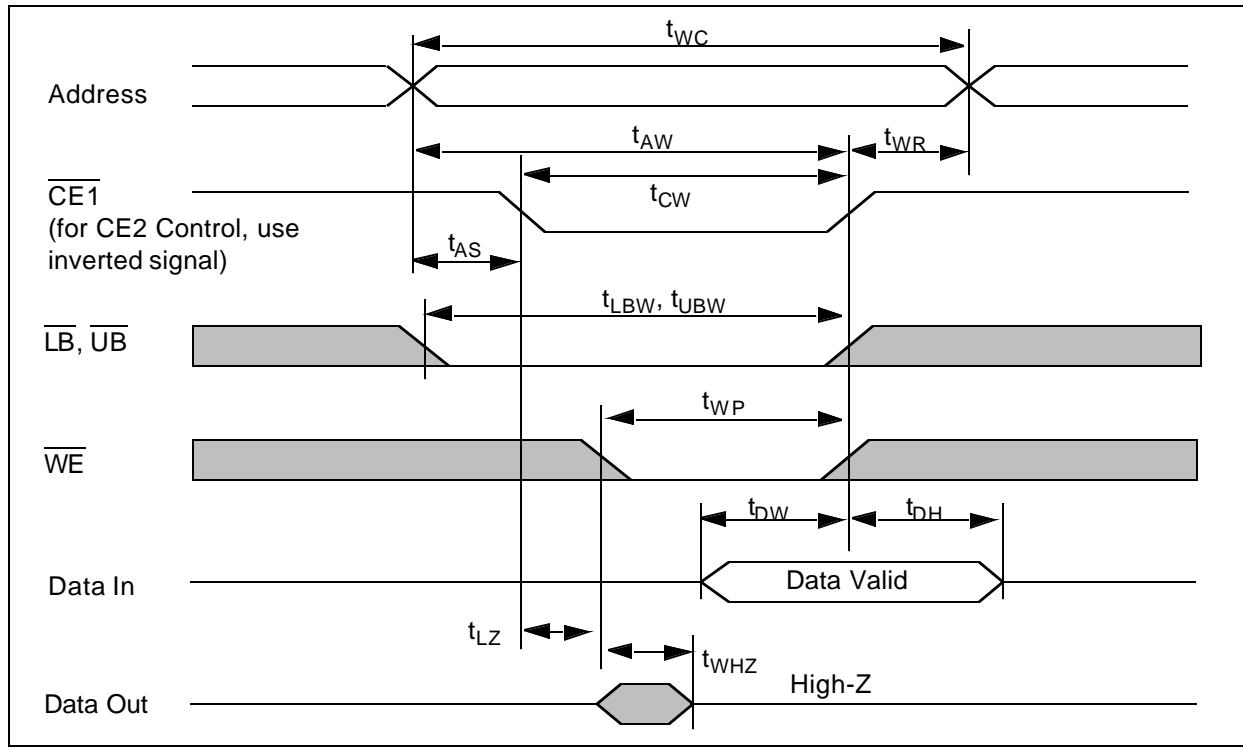 tWC
Address
tAW
tWR
CE1
(for CE2 Control, use
inverted signal)
tCW
tAS
tLBW, tUBW
LB, UB
tWP
WE
tDW
tDH
Data In
Data Valid
tLZ
tWHZ
Data Out
High-Z